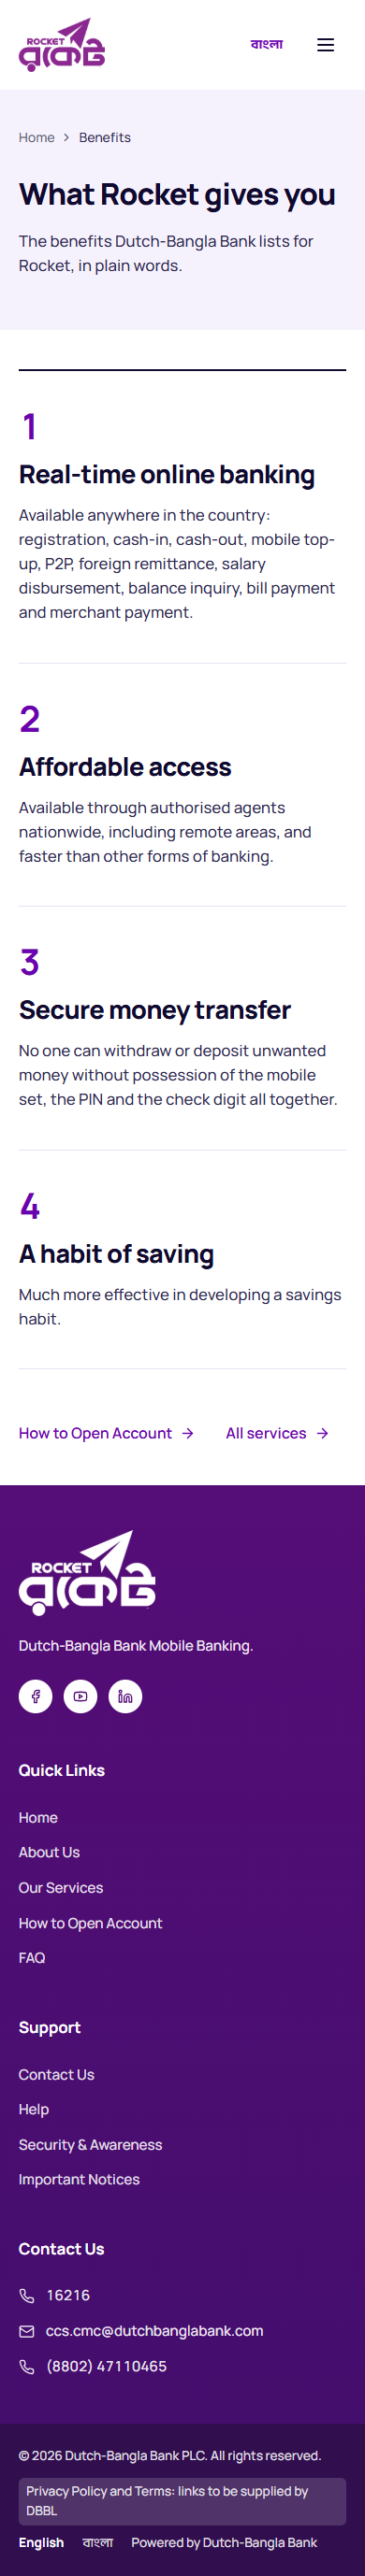 ROCKET
রকেট
বাংলা
Home > Benefits
What Rocket gives you
The benefits Dutch-Bangla Bank lists for
Rocket, in plain words.
1
Real-time online banking
Available anywhere in the country:
registration, cash-in, cash-out, mobile top-
up, P2P, foreign remittance, salary
disbursement, balance inquiry, bill payment
and merchant payment.
2
Affordable access
Available through authorised agents
nationwide, including remote areas, and
faster than other forms of banking.
3
Secure money transfer
No one can withdraw or deposit unwanted
money without possession of the mobile
set, the PIN and the check digit all together.
4
A habit of saving
Much more effective in developing a savings
habit.
How to Open Account → All services →
ROCKET
রকেট
Dutch-Bangla Bank Mobile Banking.
Quick Links
Home
About Us
Our Services
How to Open Account
FAQ
Support
Contact Us
Help
Security & Awareness
Important Notices
Contact Us
16216
ccs.cmc@dutchbanglabank.com
(8802) 47110465
© 2026 Dutch-Bangla Bank PLC. All rights reserved.
Privacy Policy and Terms: links to be supplied by
DBBL
English বাংলা Powered by Dutch-Bangla Bank